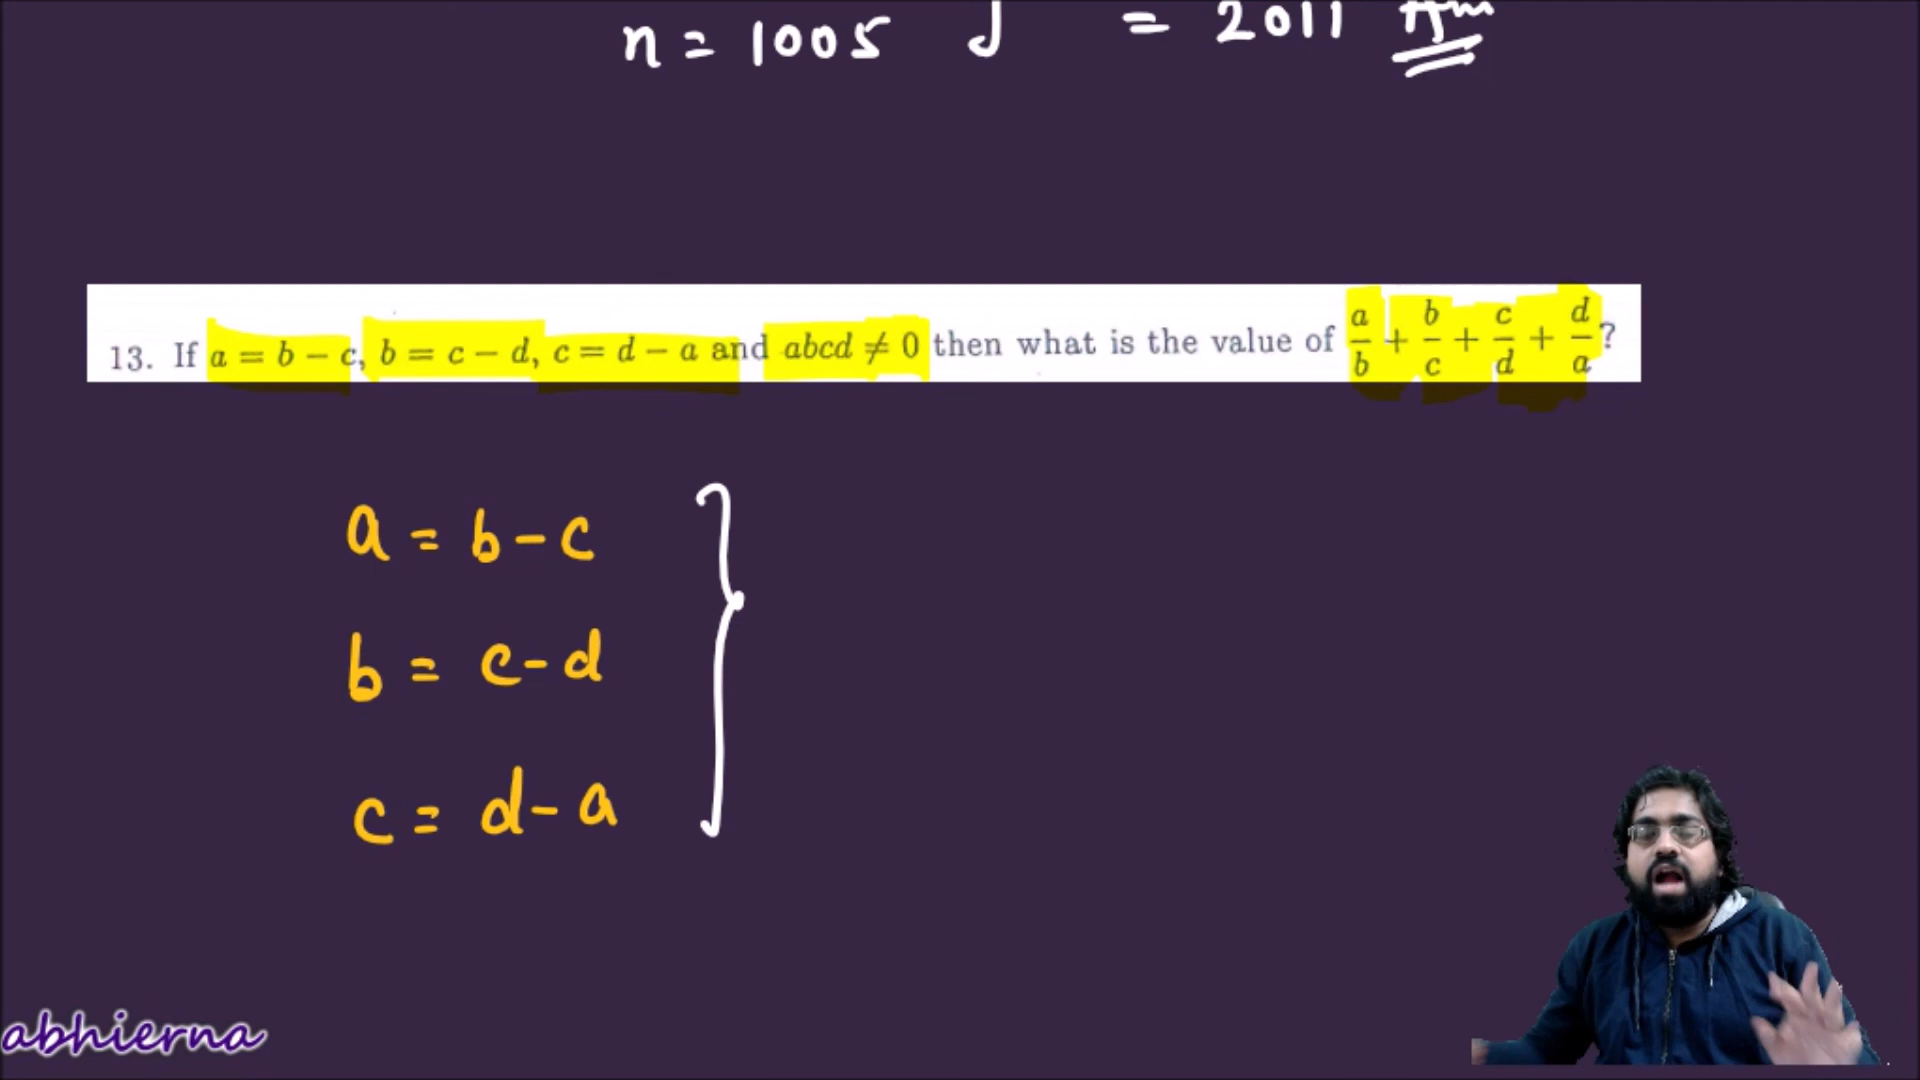 n = 1005 = 2011
13. If a = b − c, b = c − d, c = d − a and abcd ≠ 0 then what is the value of a/b + b/c + c/d + d/a?
a = b - c
b = c - d
c = d - a
abhierna